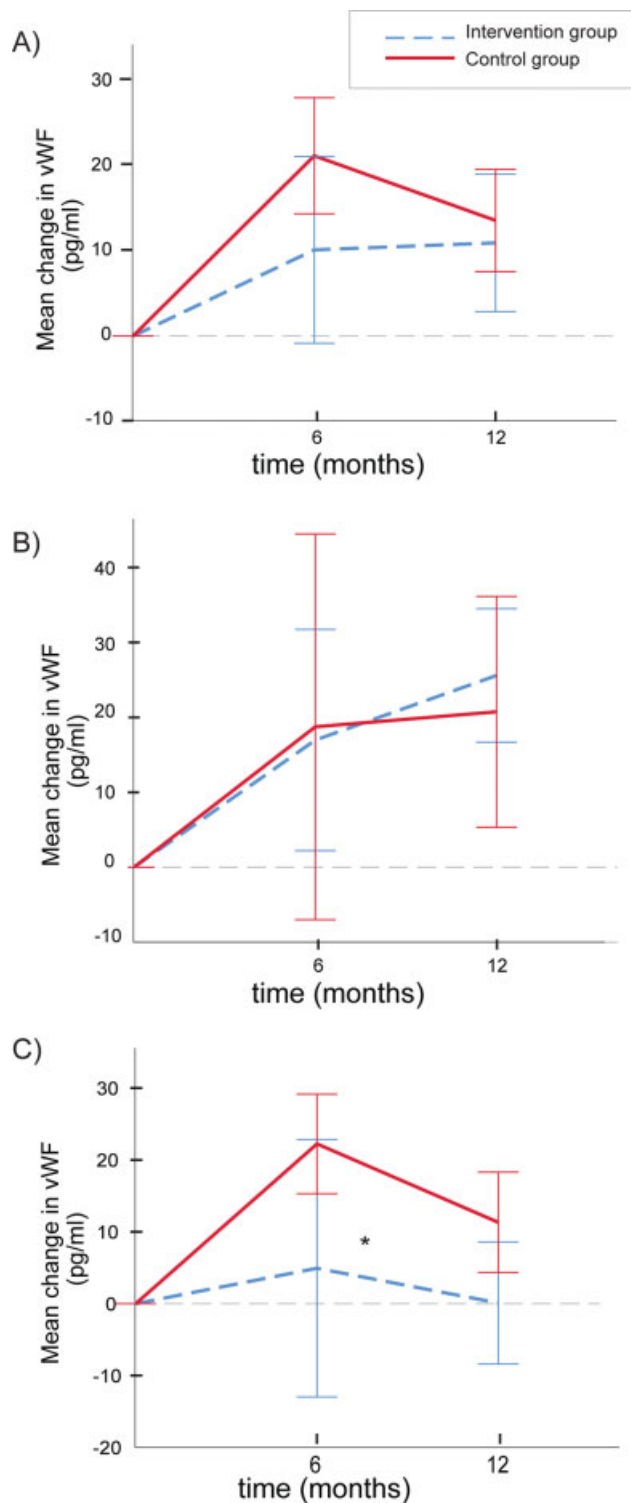 A)
Intervention group
Control group
Mean change in vWF
(pg/ml)
30
20
10
0
-10
6
12
time (months)
B)
Mean change in vWF
(pg/ml)
40
30
20
10
0
-10
6
12
time (months)
C)
Mean change in vWF
(pg/ml)
30
20
10
0
-10
-20
*
6
12
time (months)